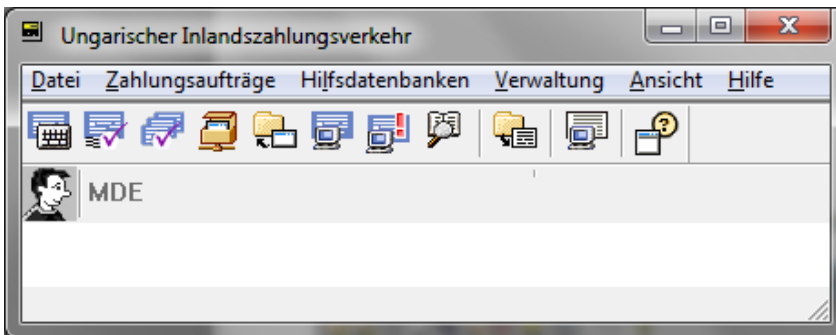 Ungarischer Inlandszahlungsverkehr
Datei Zahlungsaufträge Hilfsdatenbanken Verwaltung Ansicht Hilfe
MDE